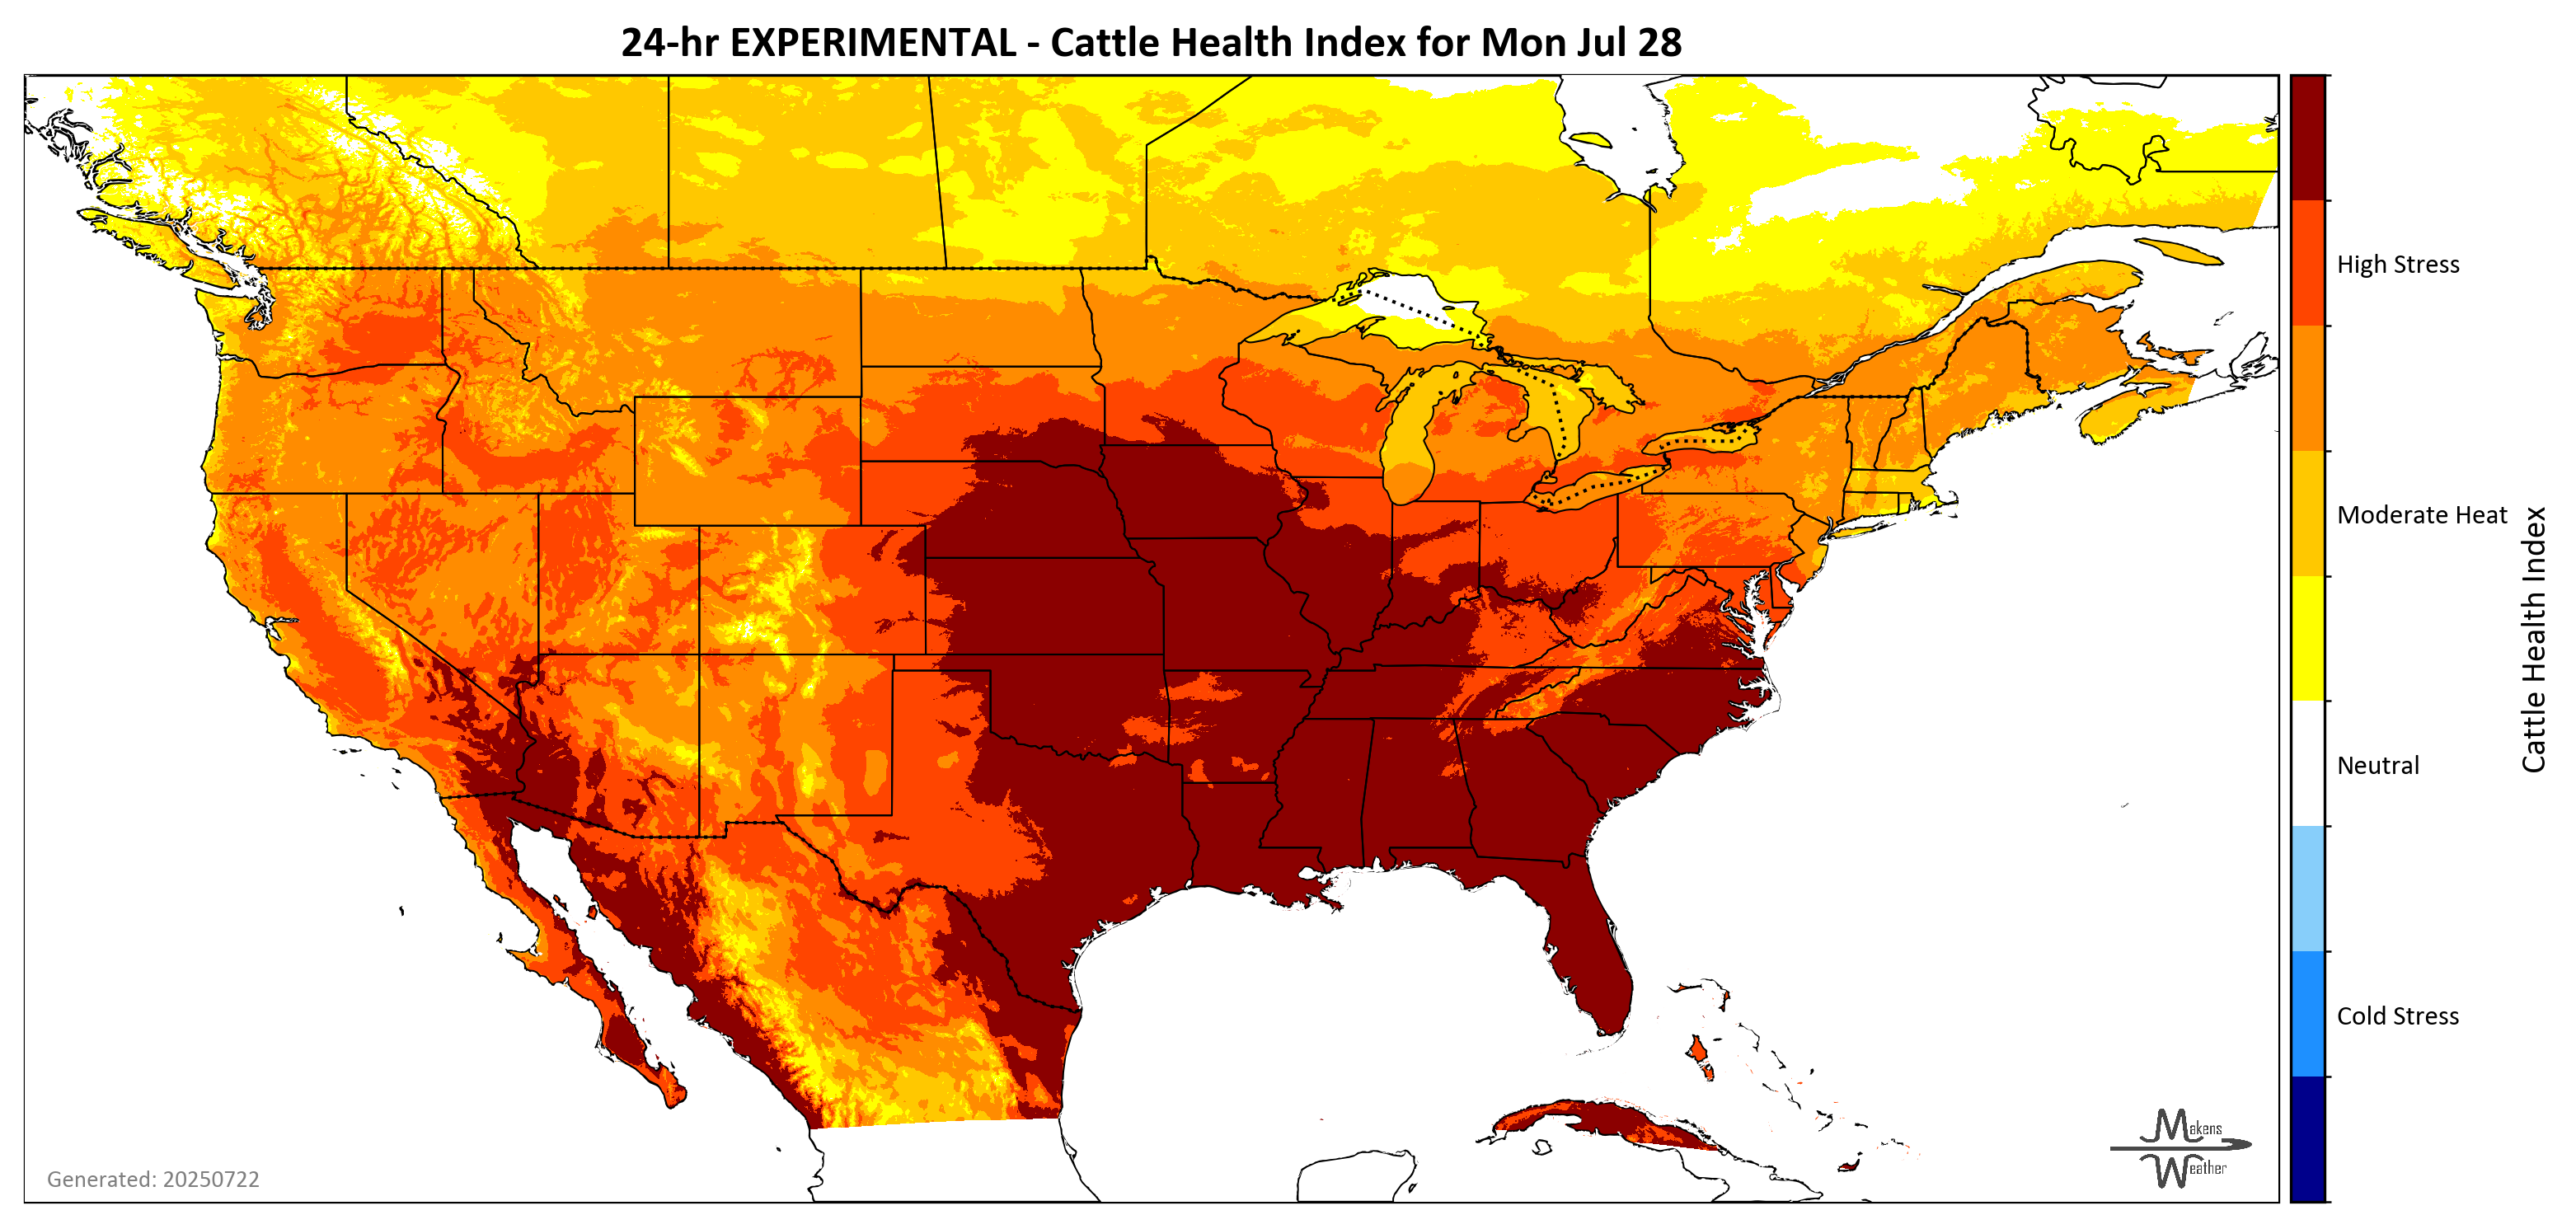 24-hr EXPERIMENTAL - Cattle Health Index for Mon Jul 28
High Stress
Moderate Heat
Neutral
Cold Stress
Cattle Health Index
Makens
Weather
Generated: 20250722